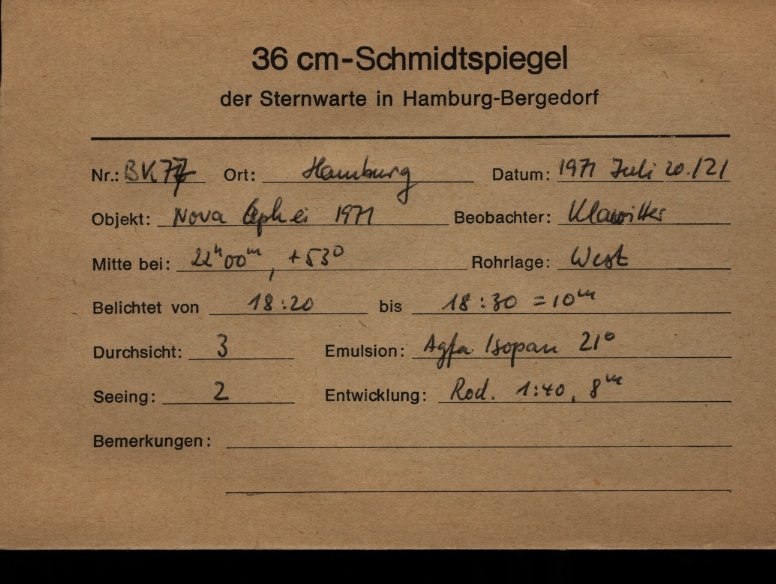 36 cm-Schmidtspiegel
der Sternwarte in Hamburg-Bergedorf
Nr.: BK77 Ort: Hamburg Datum: 1971 Juli 20./21
Objekt: Nova Cephei 1971 Beobachter: Klawitter
Mitte bei: 22ʰ00ᵐ, +53° Rohrlage: West
Belichtet von 18:20 bis 18:30 = 10ᵐ
Durchsicht: 3 Emulsion: Agfa Isopan 21°
Seeing: 2 Entwicklung: Rod. 1:40, 8ᵐ
Bemerkungen: